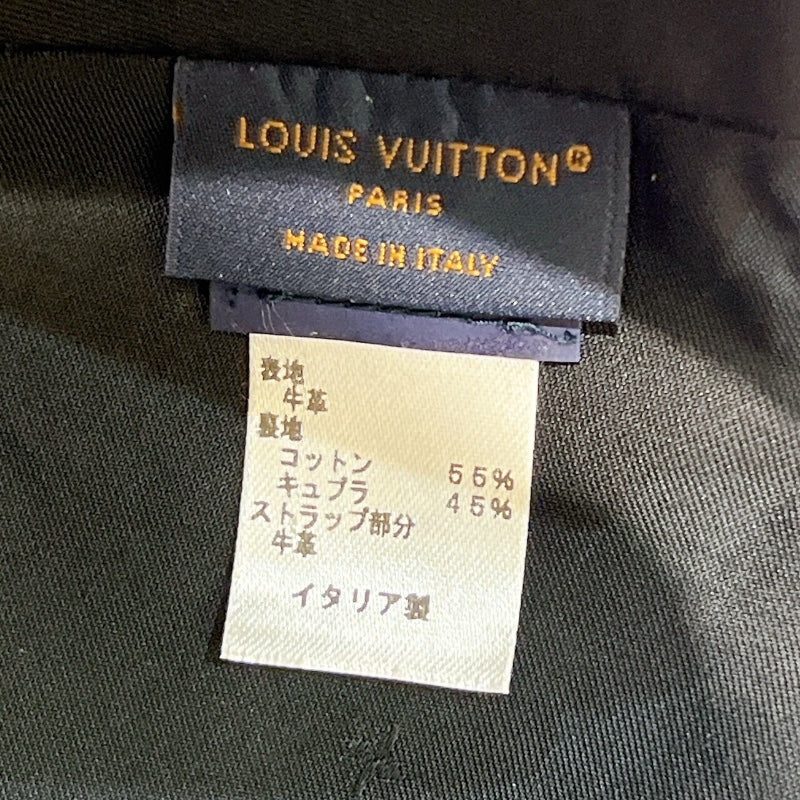 LOUIS VUITTON®
PARIS
MADE IN ITALY
表地
牛革
裏地
コットン 55%
キュプラ 45%
ストラップ部分
牛革
イタリア製